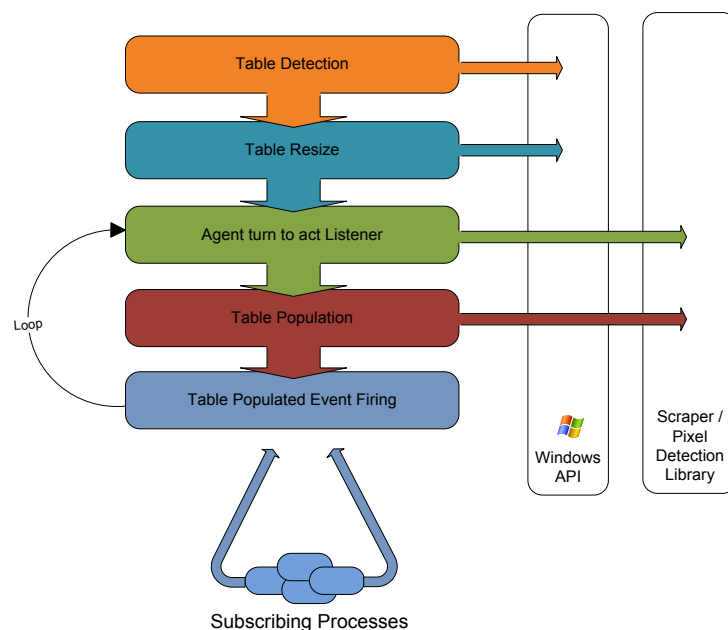 Table Detection
Table Resize
Agent turn to act Listener
Table Population
Table Populated Event Firing
Loop
Windows
API
Scraper /
Pixel
Detection
Library
Subscribing Processes